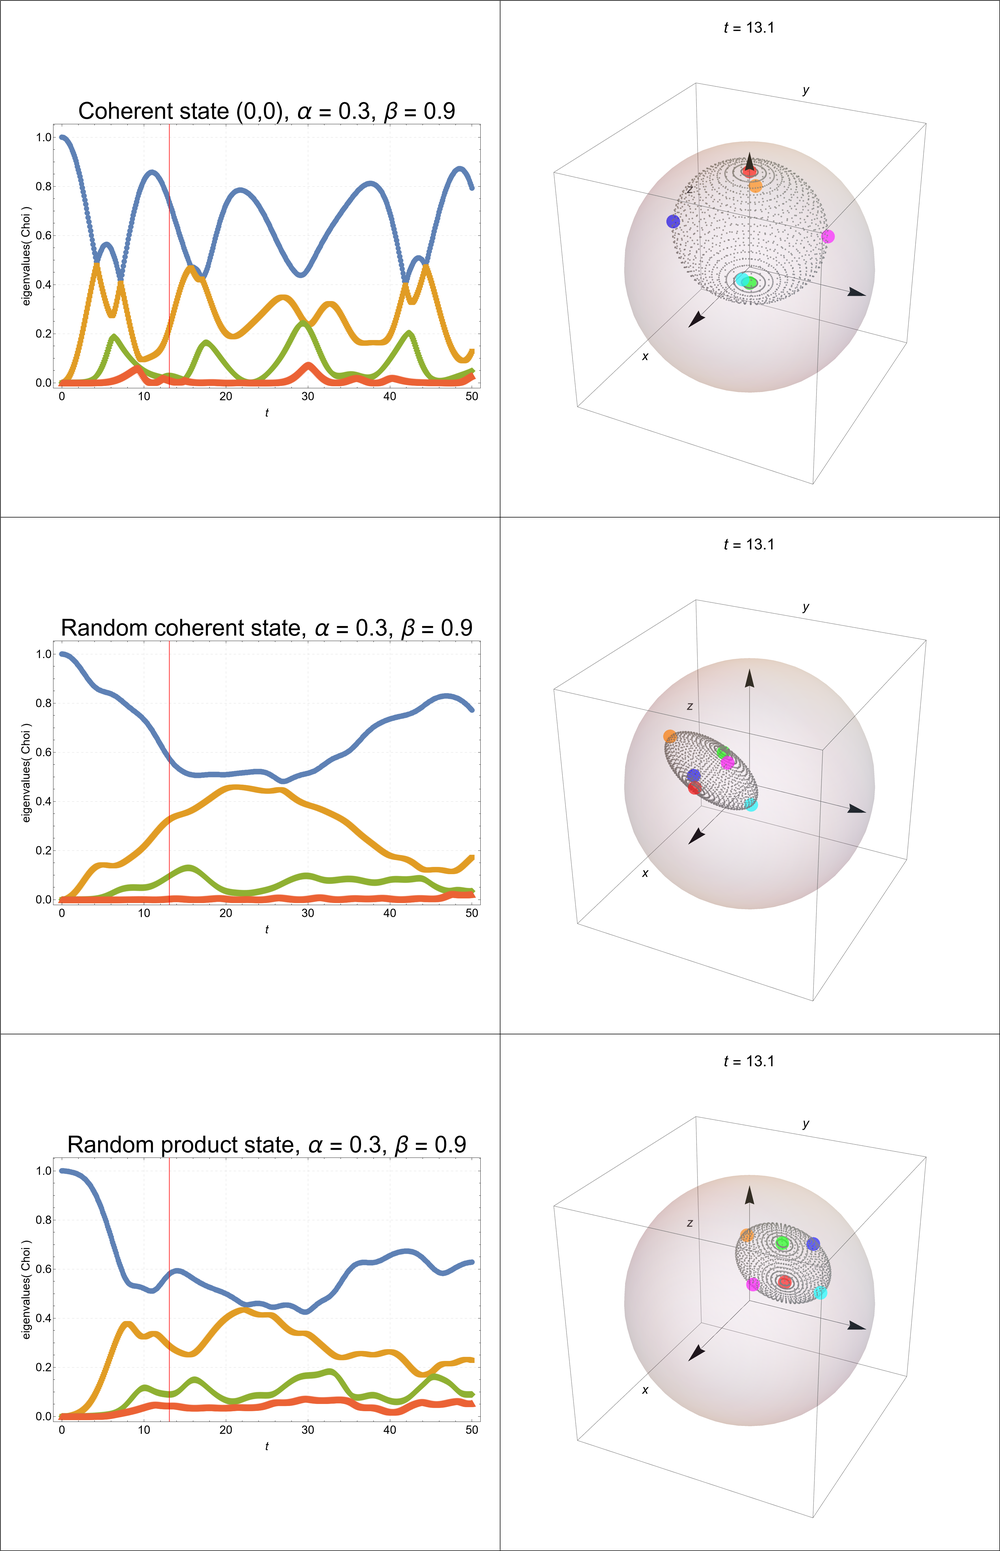 Coherent state (0,0), α = 0.3, β = 0.9
eigenvalues( Choi )
1.0
0.8
0.6
0.4
0.2
0.0
0 10 20 30 40 50
t
t = 13.1
y
z
x
Random coherent state, α = 0.3, β = 0.9
eigenvalues( Choi )
1.0
0.8
0.6
0.4
0.2
0.0
0 10 20 30 40 50
t
t = 13.1
y
z
x
Random product state, α = 0.3, β = 0.9
eigenvalues( Choi )
1.0
0.8
0.6
0.4
0.2
0.0
0 10 20 30 40 50
t
t = 13.1
y
z
x